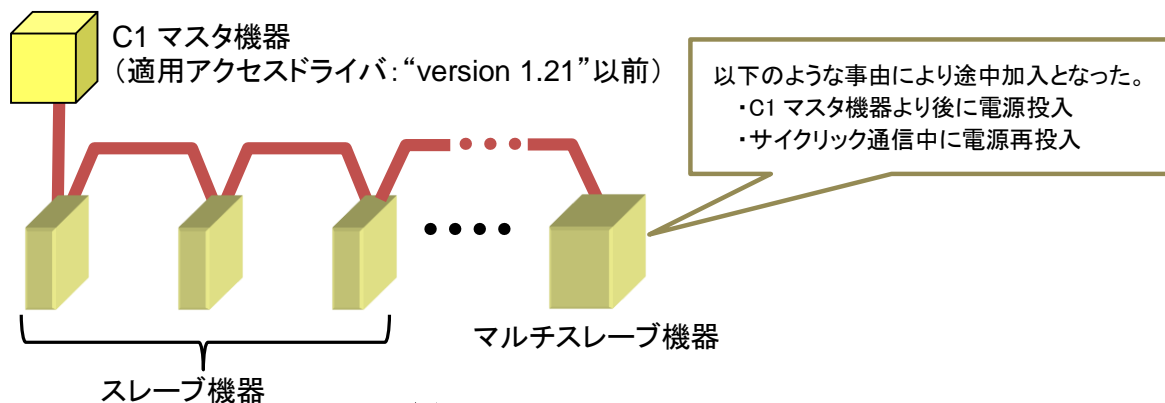 C1 マスタ機器
（適用アクセスドライバ：“version 1.21”以前）
以下のような事由により途中加入となった。
・C1 マスタ機器より後に電源投入
・サイクリック通信中に電源再投入
マルチスレーブ機器
スレーブ機器